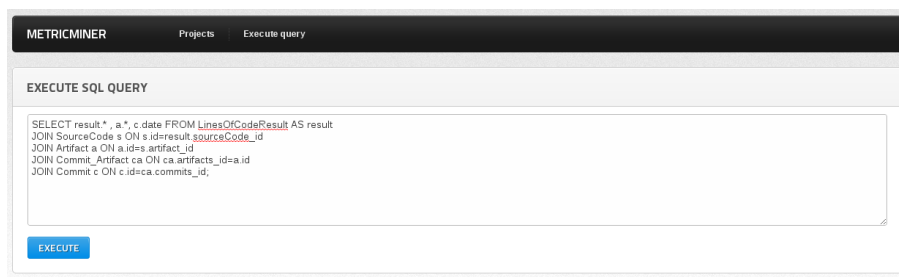 METRICMINER Projects Execute query
EXECUTE SQL QUERY
SELECT result.* , a.*, c.date FROM LinesOfCodeResult AS result
JOIN SourceCode s ON s.id=result.sourceCode_id
JOIN Artifact a ON a.id=s.artifact_id
JOIN Commit_Artifact ca ON ca.artifacts_id=a.id
JOIN Commit c ON c.id=ca.commits_id;
EXECUTE